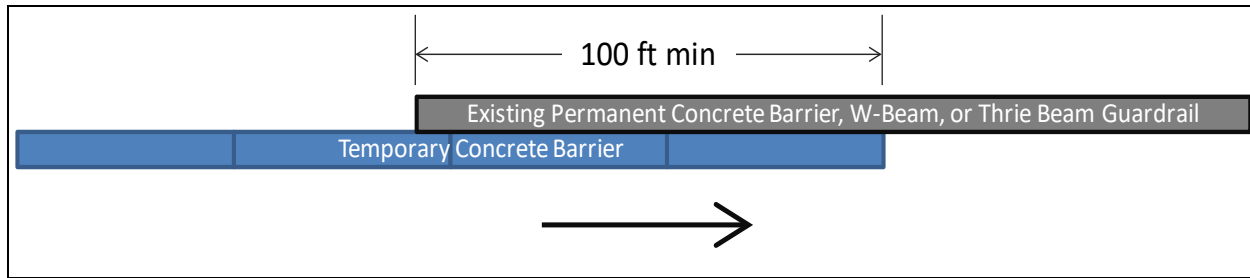 100 ft min
Existing Permanent Concrete Barrier, W-Beam, or Thrie Beam Guardrail
Temporary Concrete Barrier